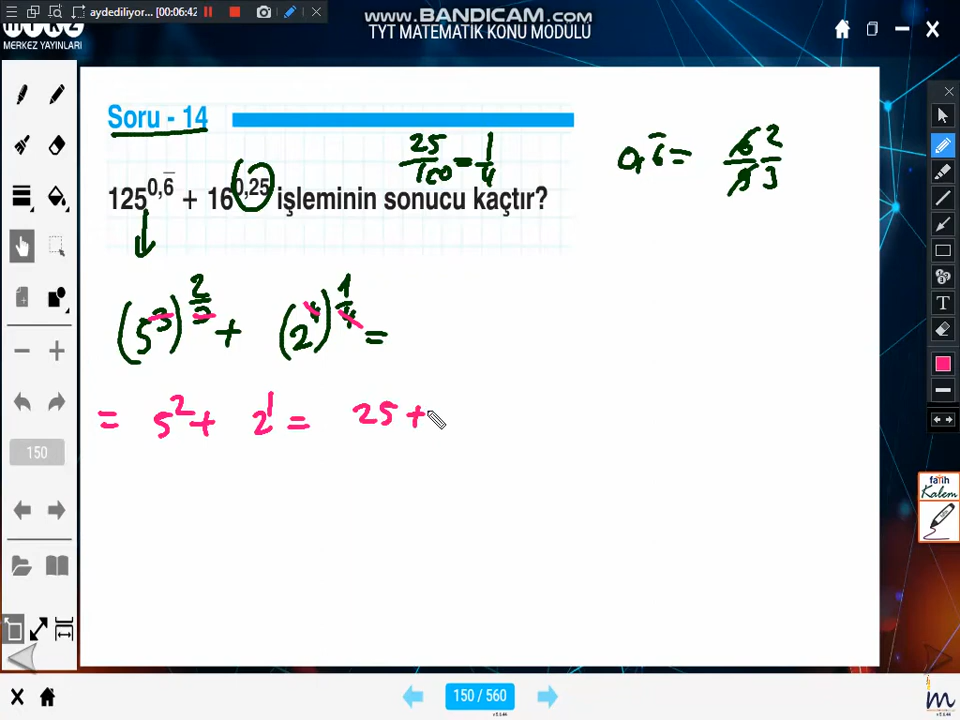 aydediliyor... [00:06:42]
www.BANDICAM.com
MERKEZ YAYINLARI
TYT MATEMATİK KONU MODULU
Soru - 14
25/100 = 1/4
0,6̅ = 6/9 2/3
125^0,6̅ + 16^0,25 işleminin sonucu kaçtır?
(5^3)^2/3 + (2^4)^1/4 =
= 5^2 + 2^1 = 25 +
150
fatih
Kalem
150 / 560